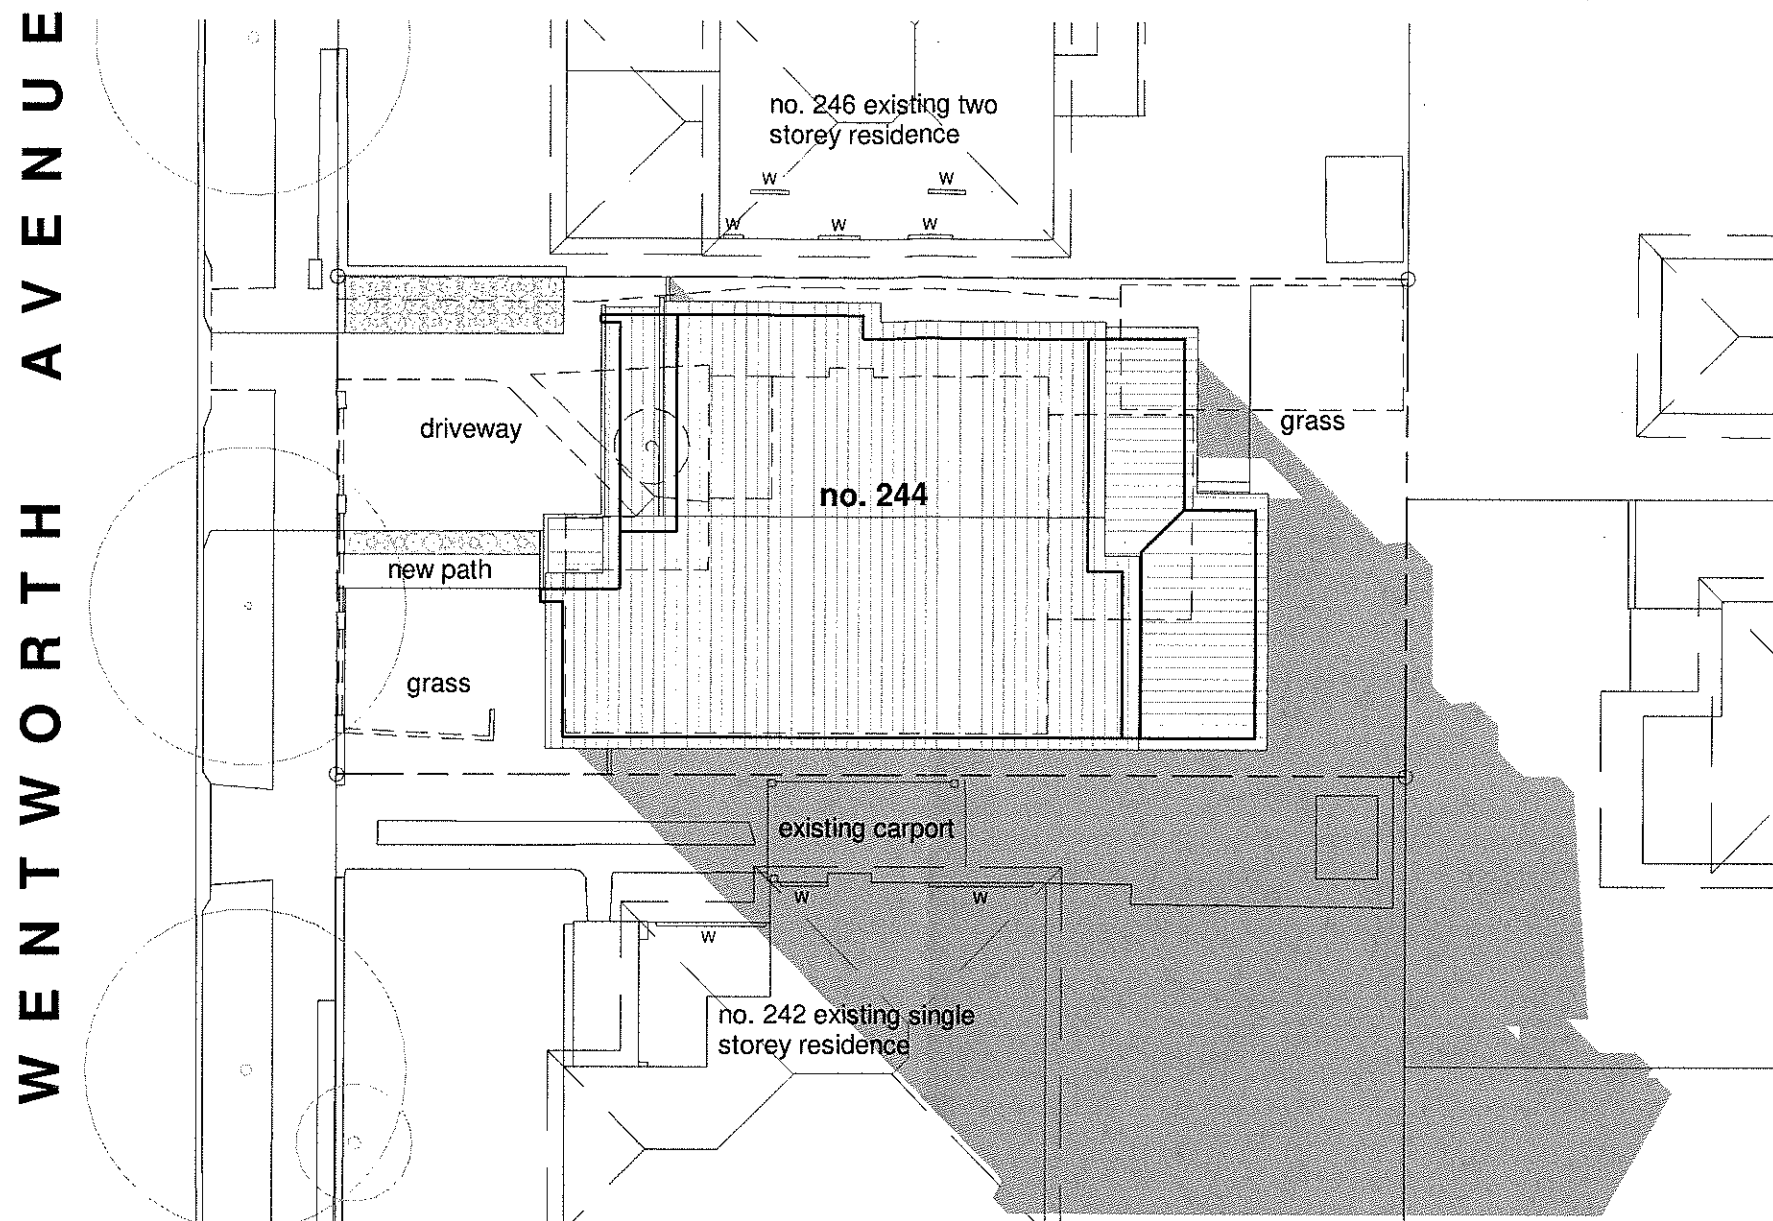 WENTWORTH AVENUE
no. 246 existing two
storey residence
W
W
W
W
W
driveway
grass
no. 244
new path
grass
existing carport
W
W
W
no. 242 existing single
storey residence